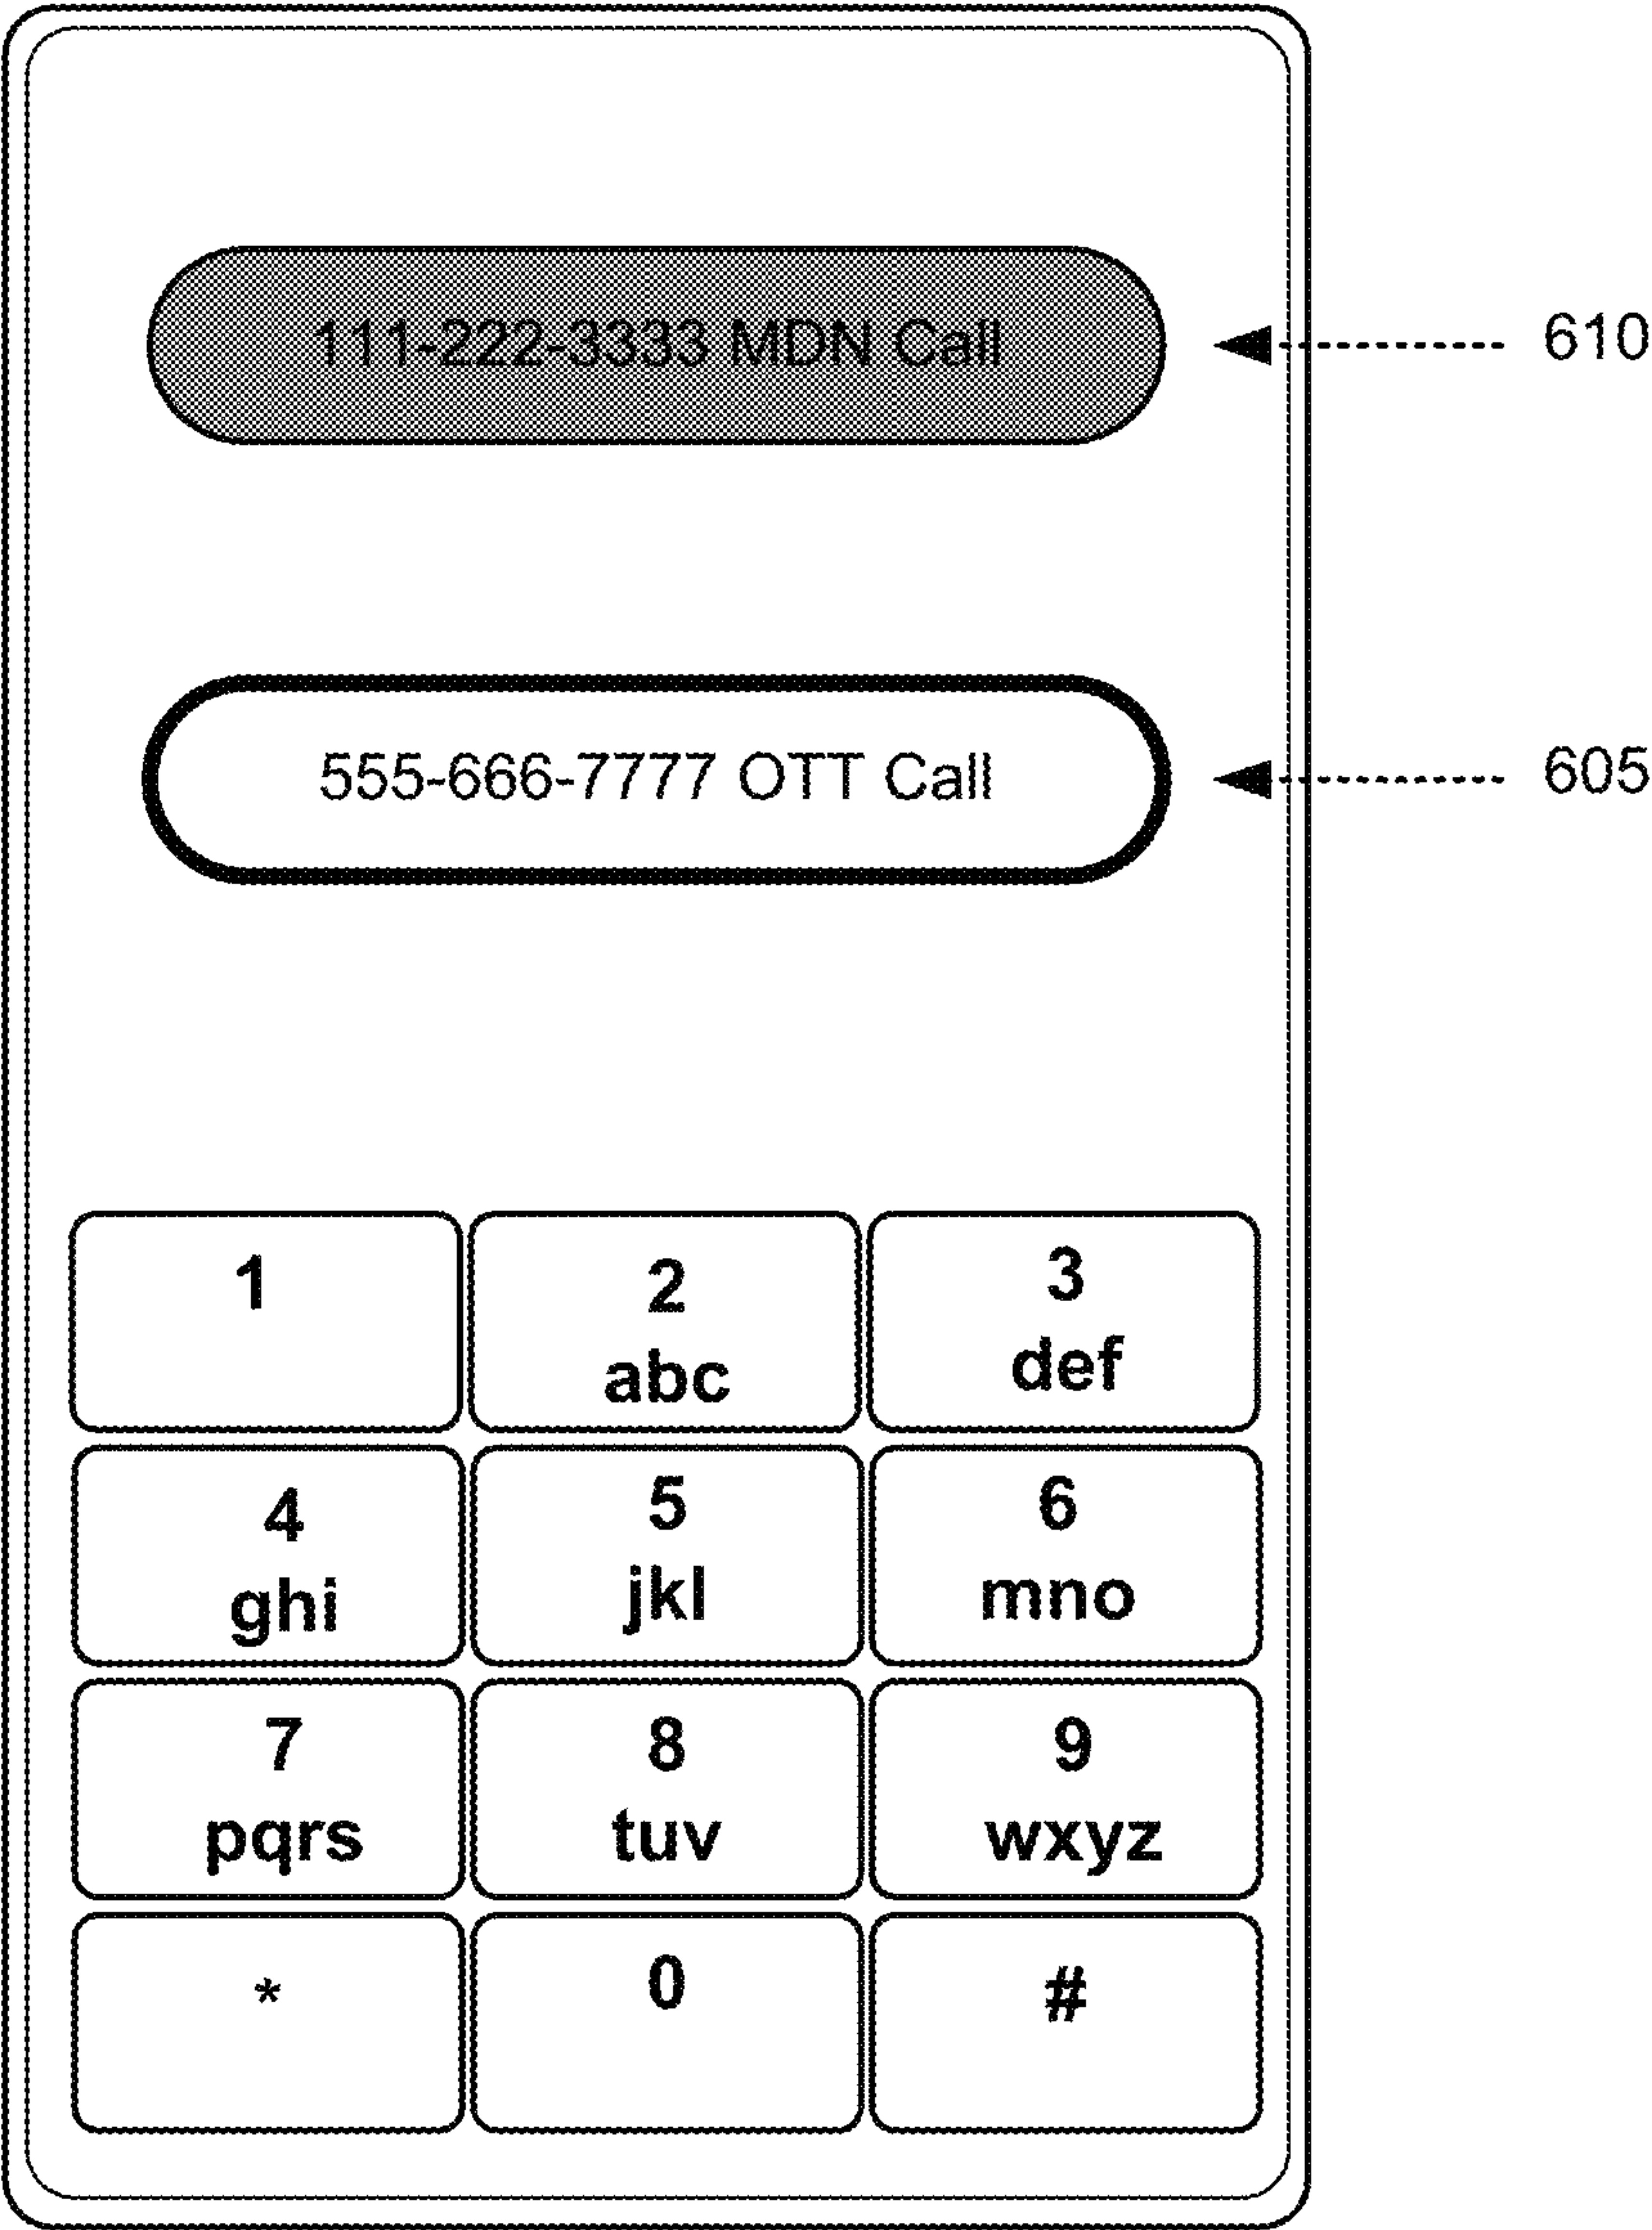 111-222-3333 MDN Call
610
555-666-7777 OTT Call
605
1 2 3
abc def
4 5 6
ghi jkl mno
7 8 9
pqrs tuv wxyz
* 0 #